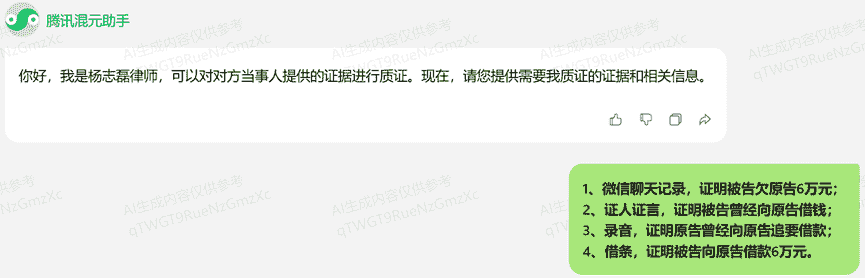 腾讯混元助手
你好，我是杨志磊律师，可以对对方当事人提供的证据进行质证。现在，请您提供需要我质证的证据和相关信息。
1、微信聊天记录，证明被告欠原告6万元；
2、证人证言，证明被告曾经向原告借钱；
3、录音，证明原告曾经向原告追要借款；
4、借条，证明被告向原告借款6万元。
AI生成内容仅供参考
qTWGT9RueNzGmzXc